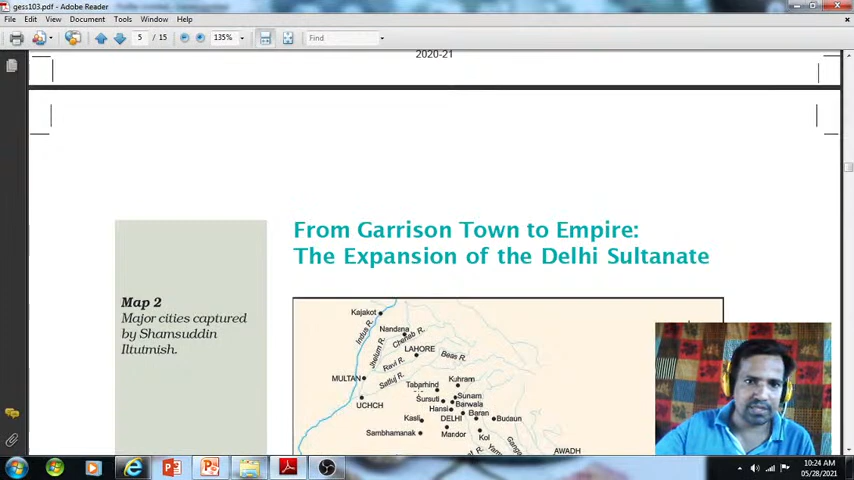 gess103.pdf - Adobe Reader
File Edit View Document Tools Window Help
5 / 15 135% Find
2020-21
From Garrison Town to Empire:
The Expansion of the Delhi Sultanate
Map 2
Major cities captured
by Shamsuddin
Iltutmish.
Kajakot
Indus R.
Nandana
Chenab R.
Jhelum R.
LAHORE
Beas R.
Ravi R.
MULTAN
Satluj R.
Kuhram
Tabarhind
UCHCH
Sursuti
Sunam
Barwala
Hansi
Baran
Kasil
DELHI
Budaun
Sambhamanak
Mandor
Kol
AWADH
10:24 AM
05/28/2021